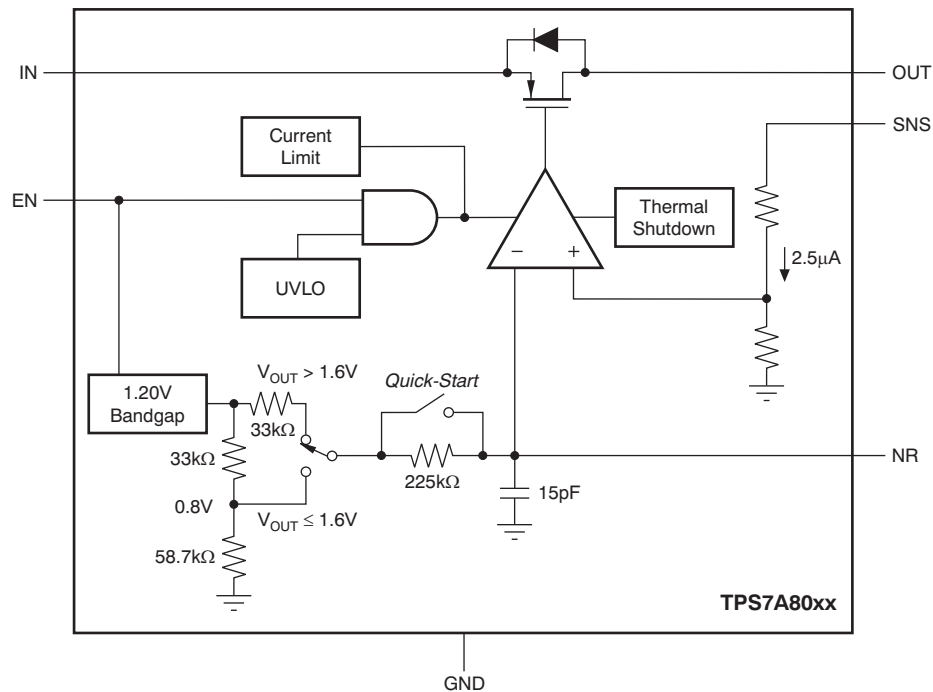 IN
OUT
SNS
Current
Limit
EN
Thermal
Shutdown
− +
2.5μA
UVLO
V_OUT > 1.6V
Quick-Start
1.20V
Bandgap
33kΩ
33kΩ
225kΩ
NR
15pF
0.8V
V_OUT ≤ 1.6V
58.7kΩ
TPS7A80xx
GND